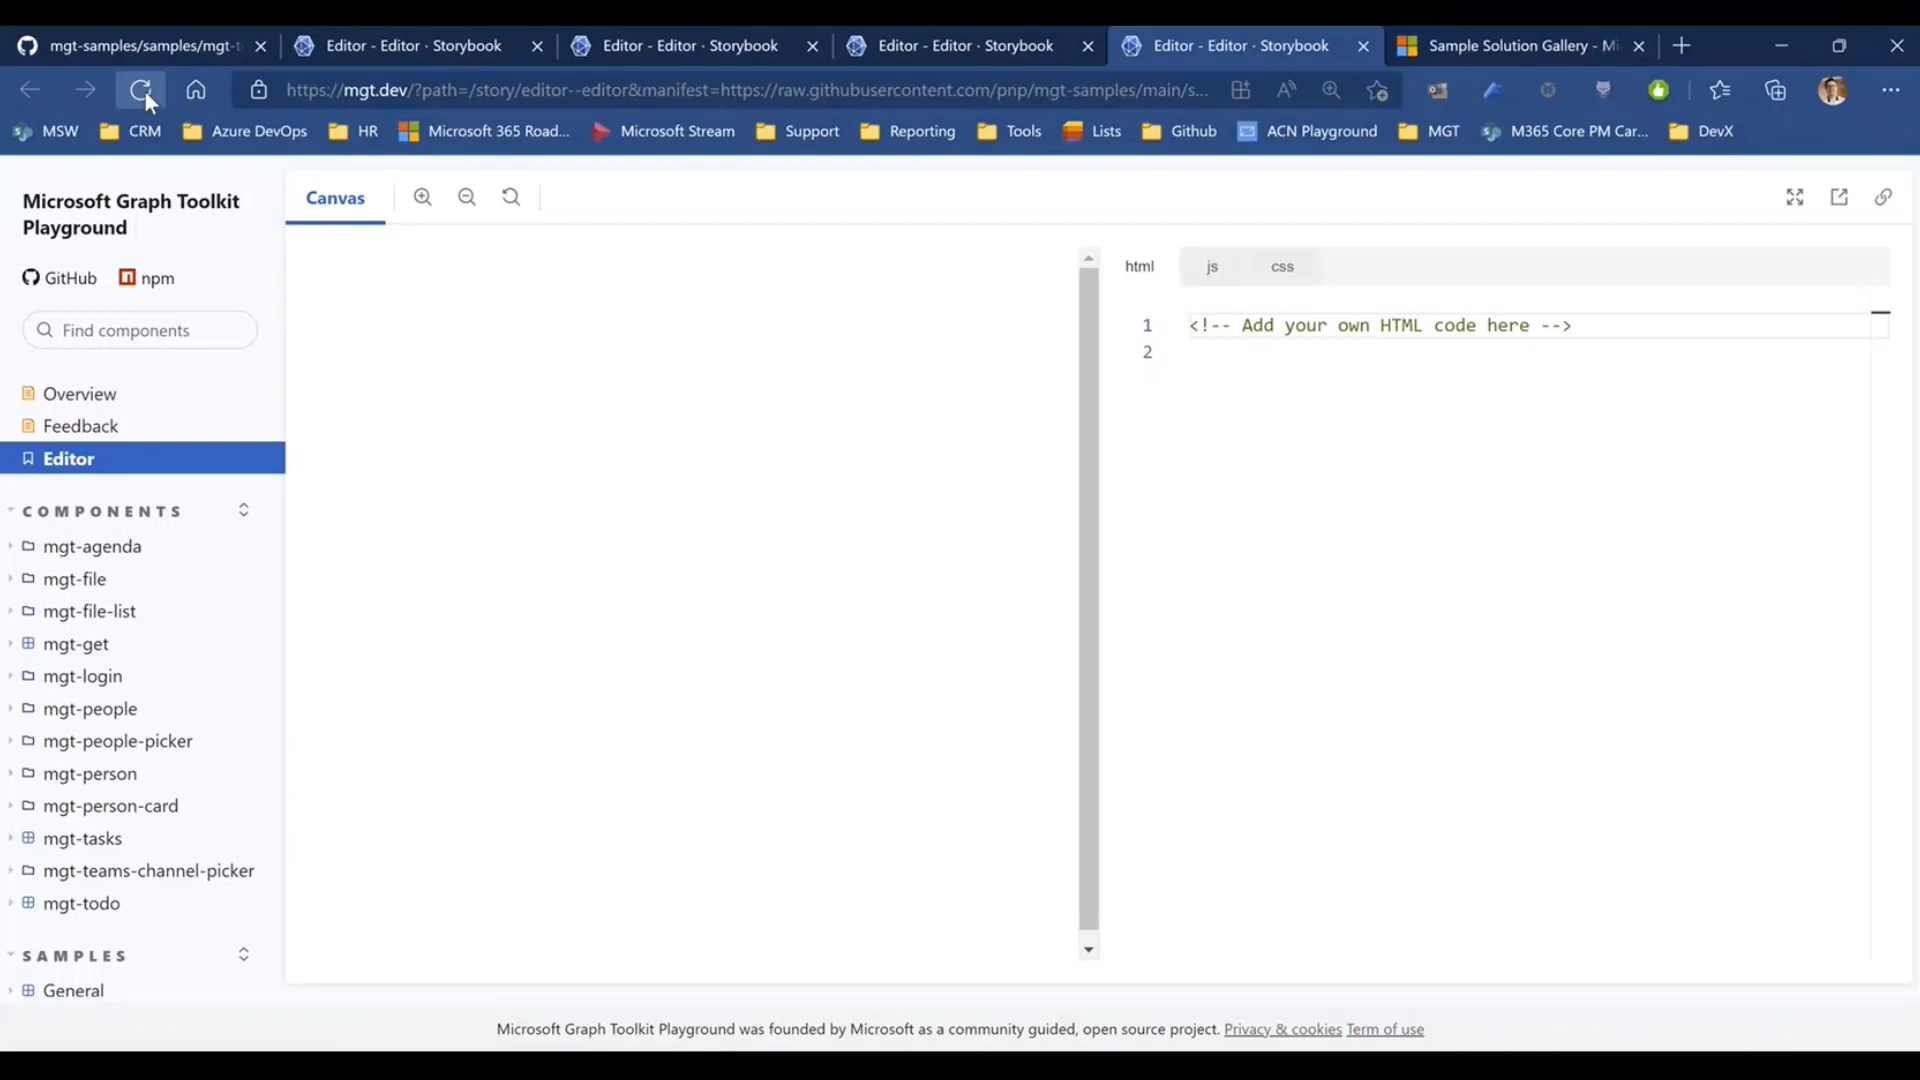 mgt-samples/samples/mgt-t
Editor - Editor · Storybook
Editor - Editor · Storybook
Editor - Editor · Storybook
Editor - Editor · Storybook
Sample Solution Gallery - Mi
https://mgt.dev/?path=/story/editor--editor&manifest=https://raw.githubusercontent.com/pnp/mgt-samples/main/s...
MSW
CRM
Azure DevOps
HR
Microsoft 365 Road...
Microsoft Stream
Support
Reporting
Tools
Lists
Github
ACN Playground
MGT
M365 Core PM Car...
DevX
Microsoft Graph Toolkit
Playground
GitHub
npm
Find components
Overview
Feedback
Editor
COMPONENTS
mgt-agenda
mgt-file
mgt-file-list
mgt-get
mgt-login
mgt-people
mgt-people-picker
mgt-person
mgt-person-card
mgt-tasks
mgt-teams-channel-picker
mgt-todo
SAMPLES
General
Canvas
html
js
css
1
<!-- Add your own HTML code here -->
2
Microsoft Graph Toolkit Playground was founded by Microsoft as a community guided, open source project. Privacy & cookies Term of use